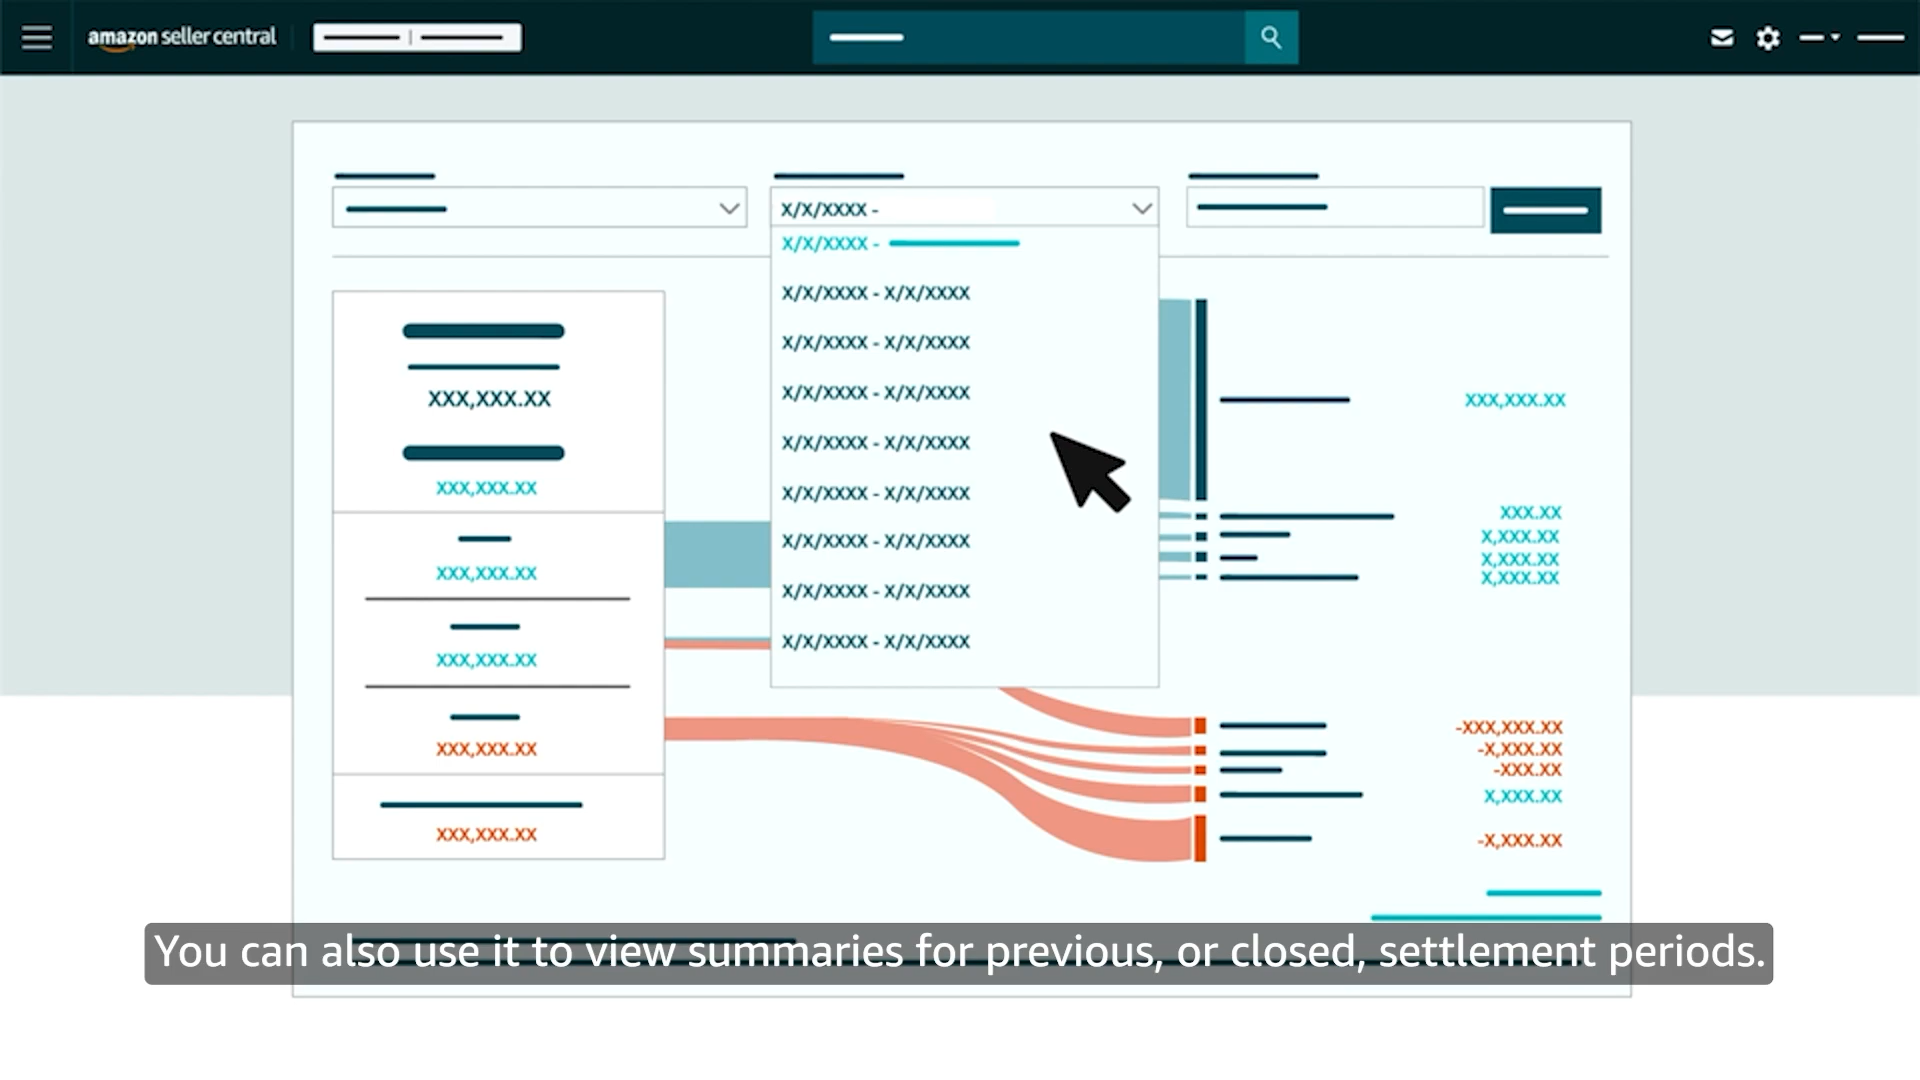 amazon seller central
X/X/XXXX -
X/X/XXXX -
X/X/XXXX - X/X/XXXX
X/X/XXXX - X/X/XXXX
X/X/XXXX - X/X/XXXX
X/X/XXXX - X/X/XXXX
X/X/XXXX - X/X/XXXX
X/X/XXXX - X/X/XXXX
X/X/XXXX - X/X/XXXX
X/X/XXXX - X/X/XXXX
XXX,XXX.XX
XXX,XXX.XX
XXX,XXX.XX
XXX,XXX.XX
XXX,XXX.XX
XXX,XXX.XX
XXX,XXX.XX
XXX.XX
X,XXX.XX
X,XXX.XX
X,XXX.XX
-XXX,XXX.XX
-X,XXX.XX
-XXX.XX
X,XXX.XX
-X,XXX.XX
You can also use it to view summaries for previous, or closed, settlement periods.